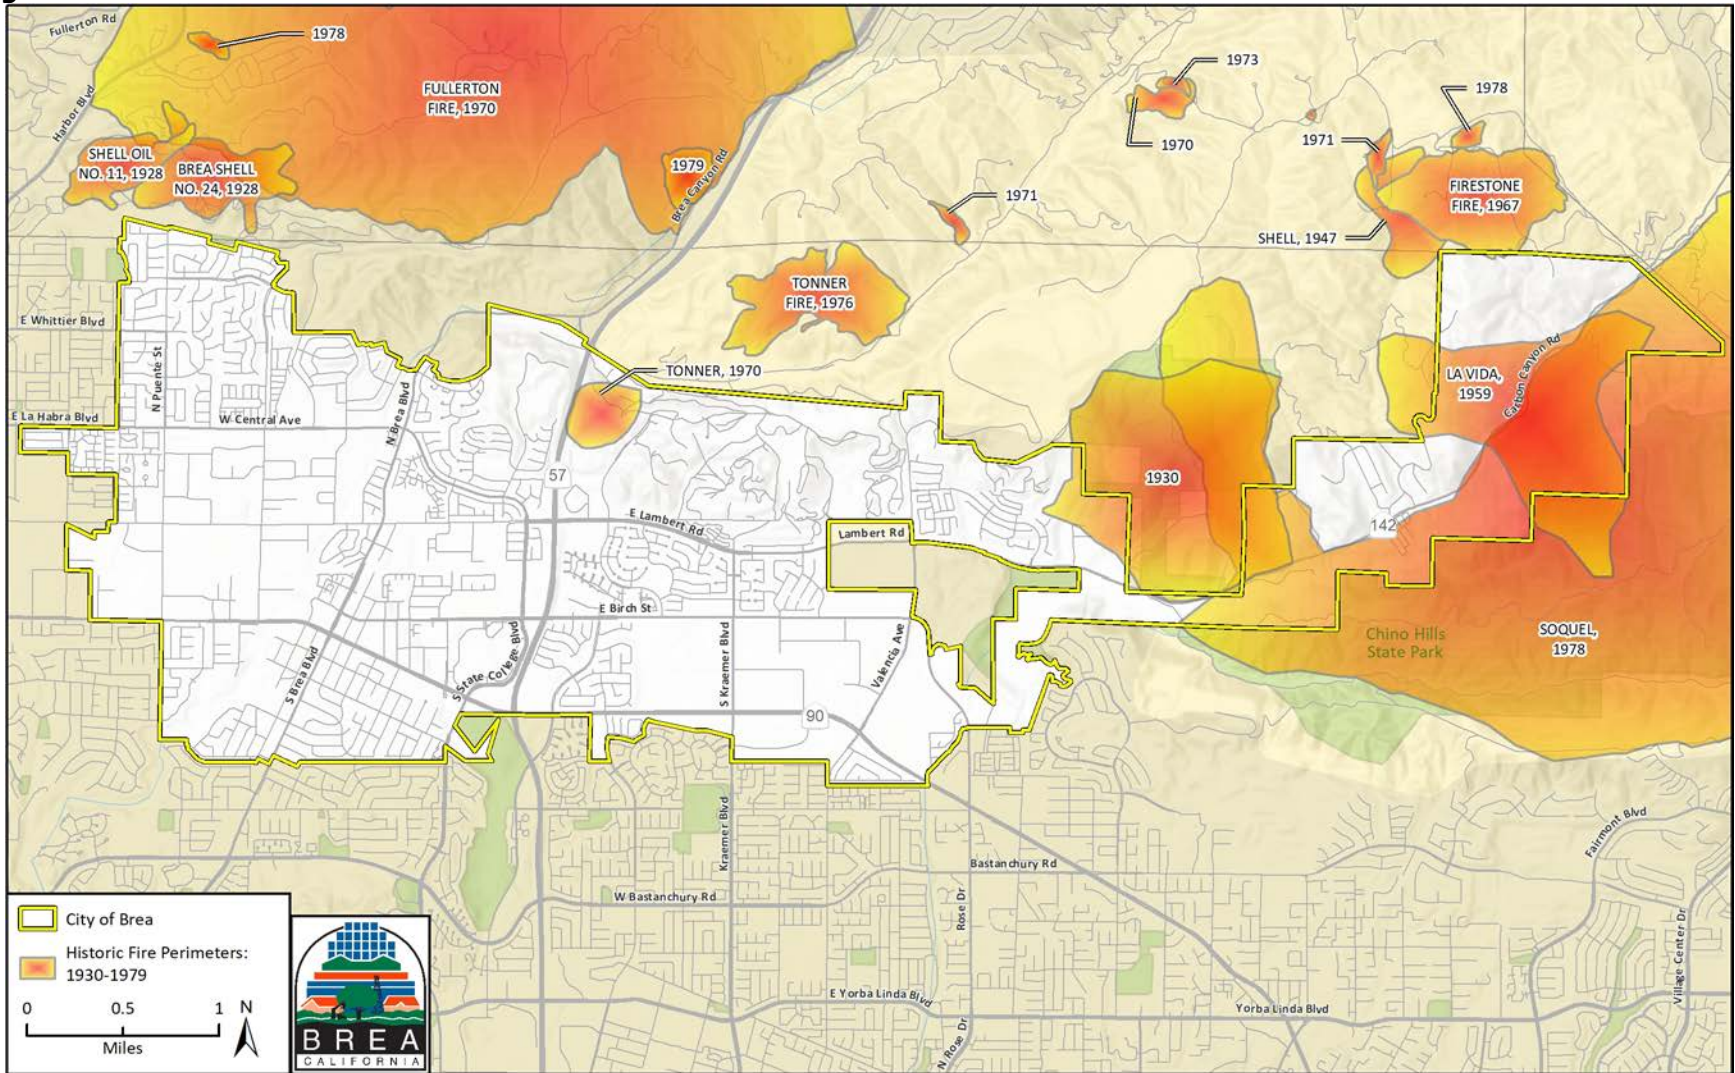 Fullerton Rd
1978
FULLERTON
FIRE, 1970
Harbor Blvd
SHELL OIL
NO. 11, 1928
BREA SHELL
NO. 24, 1928
1979
Brea Canyon Rd
1973
1970
1978
1971
FIRESTONE
FIRE, 1967
1971
SHELL, 1947
TONNER
FIRE, 1976
E Whittier Blvd
N Puente St
TONNER, 1970
LA VIDA,
1959
Carbon Canyon Rd
E La Habra Blvd
W Central Ave
N Brea Blvd
57
1930
E Lambert Rd
Lambert Rd
142
E Birch St
S Brea Blvd
S State College Blvd
S Kraemer Blvd
Valencia Ave
Chino Hills
State Park
SOQUEL,
1978
90
Kraemer Blvd
Fairmont Blvd
Bastanchury Rd
W Bastanchury Rd
Rose Dr
Village Center Dr
E Yorba Linda Blvd
Yorba Linda Blvd
N Rose Dr
City of Brea
Historic Fire Perimeters:
1930-1979
0 0.5 1
Miles
N
BREA
CALIFORNIA